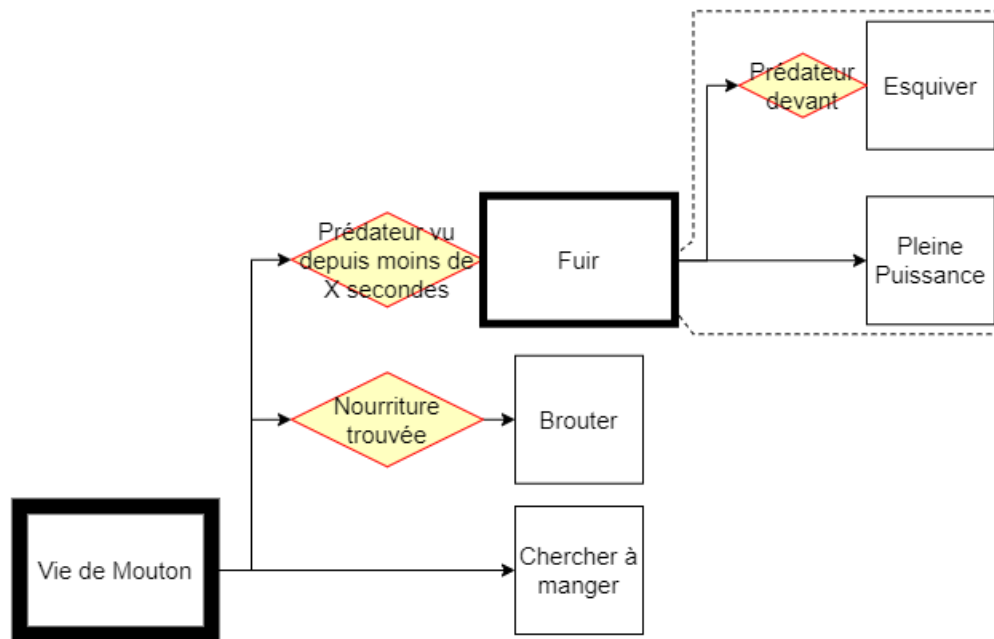 Prédateur
devant
Esquiver
Prédateur vu
depuis moins de
X secondes
Fuir
Pleine
Puissance
Nourriture
trouvée
Brouter
Vie de Mouton
Chercher à
manger